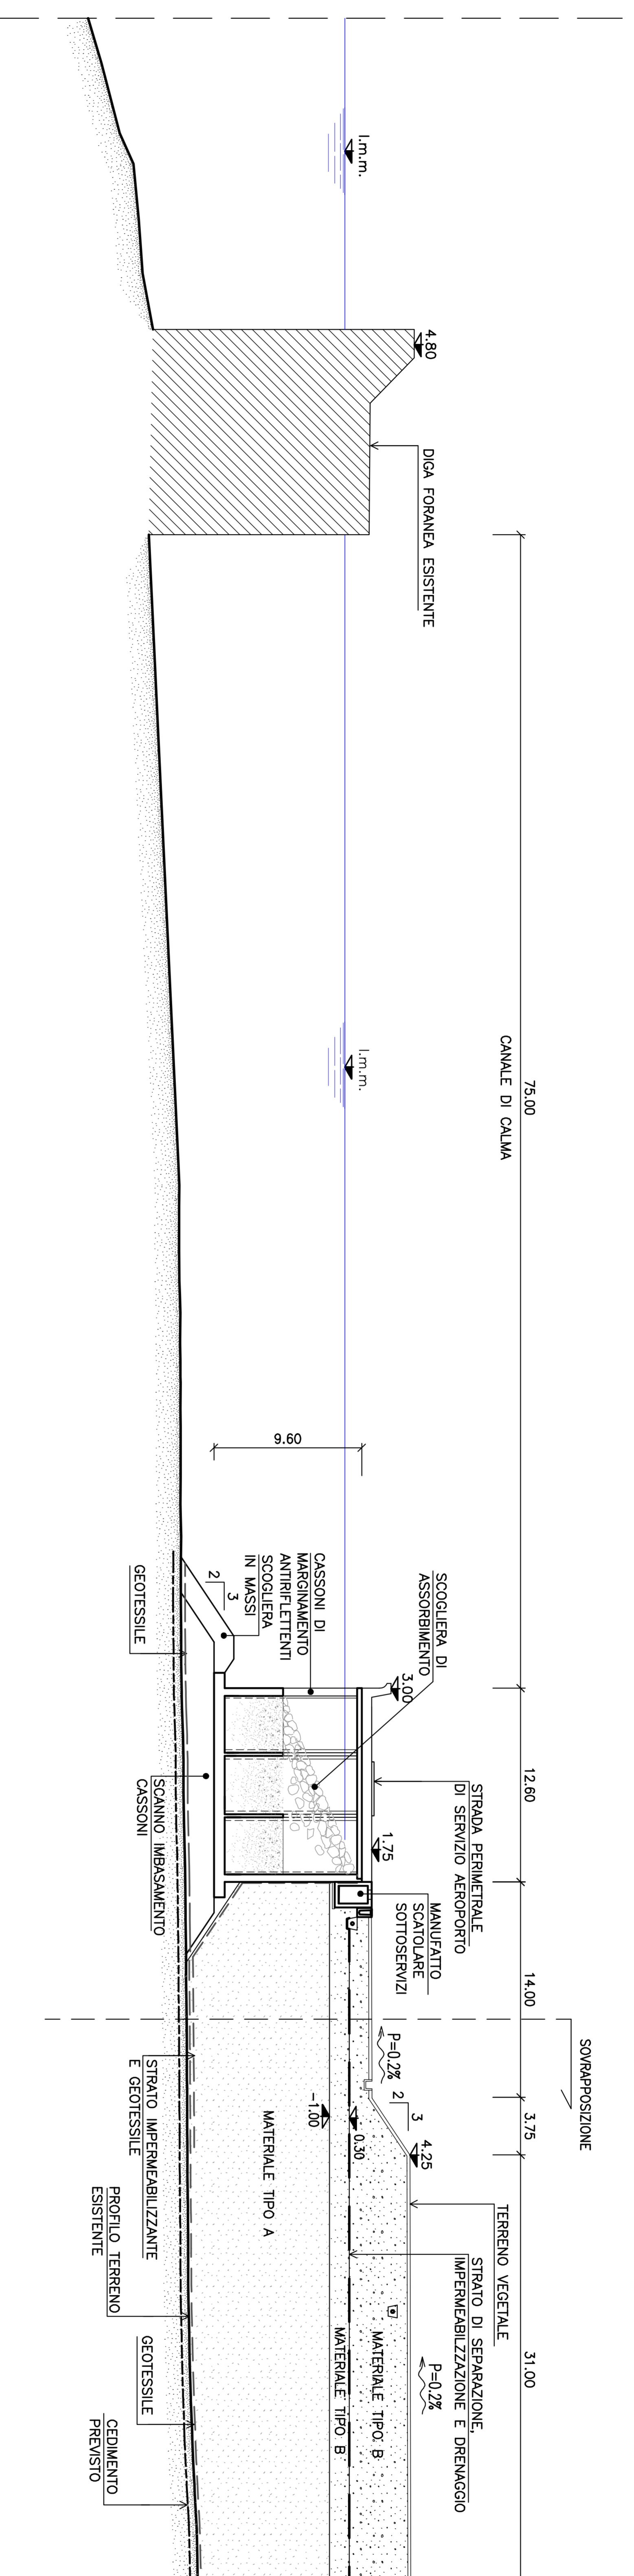 l.m.m.
4.80
DIGA FORANEA ESISTENTE
75.00
CANALE DI CALMA
l.m.m.
9.60
GEOTESSILE
2
3
SCOGLIERA
IN MASSI
CASSONI DI
MARGINAMENTO
ANTIRIFLETTENTI
SCOGLIERA DI
ASSORBIMENTO
3.00
12.60
STRADA PERIMETRALE
DI SERVIZIO AEROPORTO
1.75
SCANNO IMBASAMENTO
CASSONI
MANUFATTO
SCATOLARE
SOTTOSERVIZI
14.00
SOVRAPPOSIZIONE
P=0.2%
2
3
3.75
4.25
-1.00
0.30
STRATO IMPERMEABILIZZANTE
E GEOTESSILE
MATERIALE TIPO A
PROFILO TERRENO
ESISTENTE
TERRENO VEGETALE
STRATO DI SEPARAZIONE,
IMPERMEABILZZAZIONE E DRENAGGIO
31.00
P=0.2%
MATERIALE TIPO B
MATERIALE TIPO B
GEOTESSILE
CEDIMENTO
PREVISTO